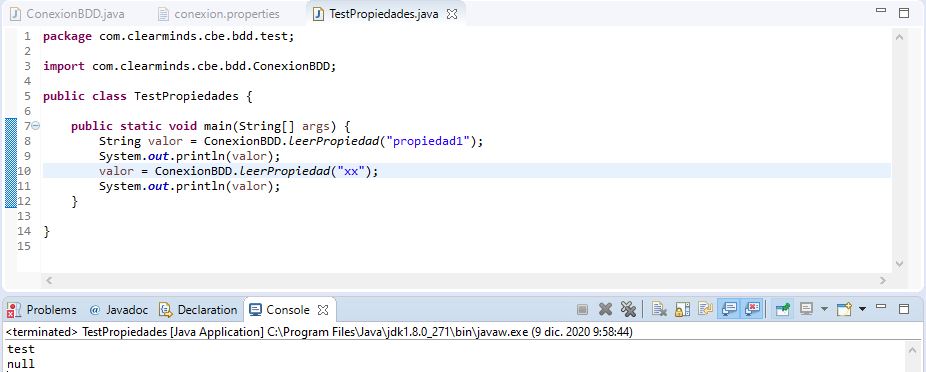 ConexionBDD.java conexion.properties TestPropiedades.java
1 package com.clearminds.cbe.bdd.test;
2
3 import com.clearminds.cbe.bdd.ConexionBDD;
4
5 public class TestPropiedades {
6
7 public static void main(String[] args) {
8 String valor = ConexionBDD.leerPropiedad("propiedad1");
9 System.out.println(valor);
10 valor = ConexionBDD.leerPropiedad("xx");
11 System.out.println(valor);
12 }
13
14 }
15
Problems @ Javadoc Declaration Console
<terminated> TestPropiedades [Java Application] C:\Program Files\Java\jdk1.8.0_271\bin\javaw.exe (9 dic. 2020 9:58:44)
test
null